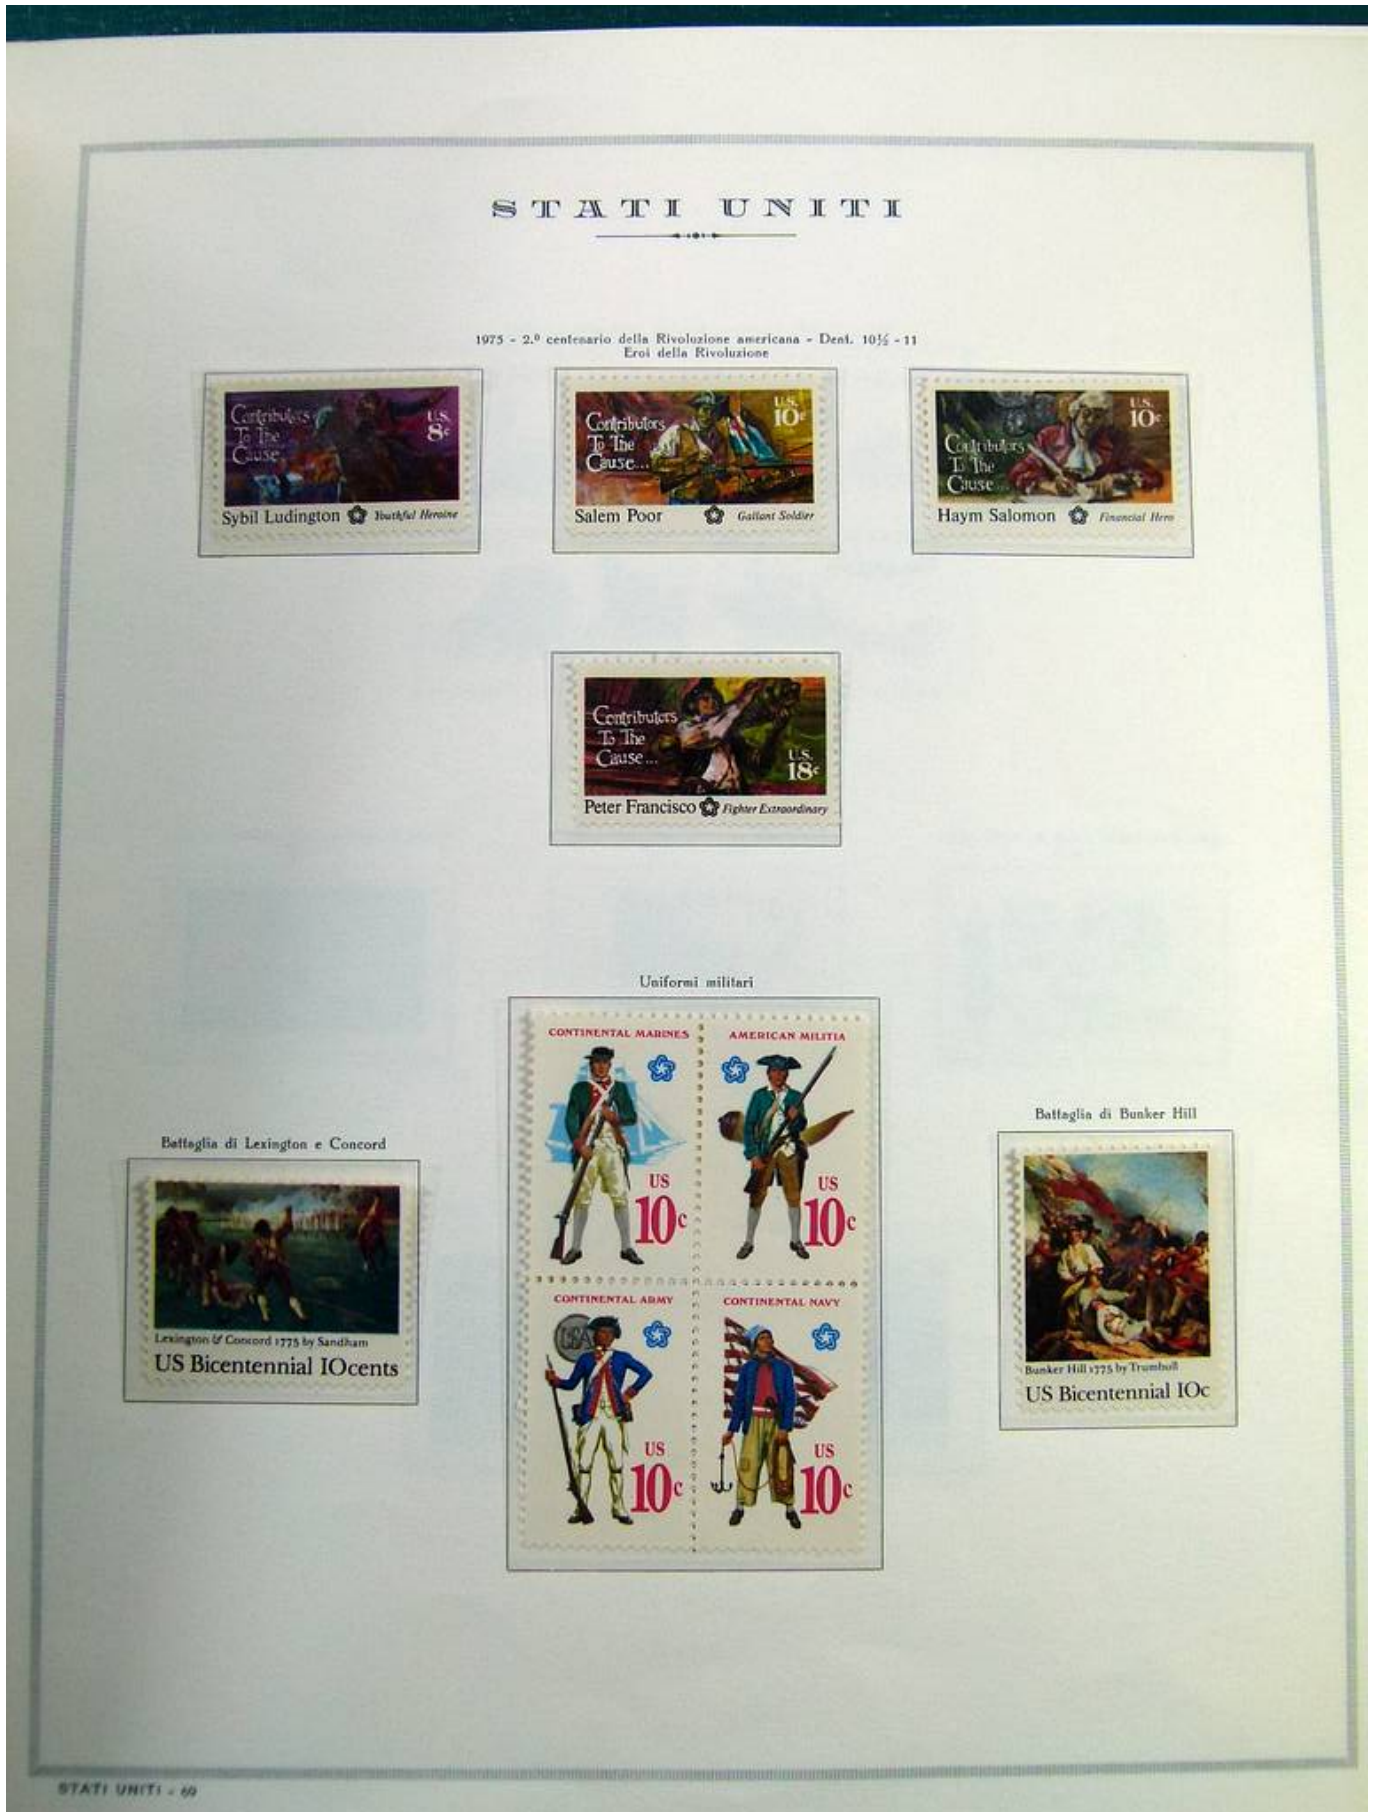 STATI UNITI
1975 - 2.º centenario della Rivoluzione americana - Dent. 10½ - 11
Eroi della Rivoluzione
Contributors
To The
Cause...
U.S.
8c
Sybil Ludington Youthful Heroine
Contributors
To The
Cause...
U.S.
10c
Salem Poor Gallant Soldier
Contributors
To The
Cause...
U.S.
10c
Haym Salomon Financial Hero
Contributors
To The
Cause...
U.S.
18c
Peter Francisco Fighter Extraordinary
Uniformi militari
CONTINENTAL MARINES
US
10c
AMERICAN MILITIA
US
10c
CONTINENTAL ARMY
US
10c
CONTINENTAL NAVY
US
10c
Battaglia di Lexington e Concord
Lexington & Concord 1775 by Sandham
US Bicentennial 10cents
Battaglia di Bunker Hill
Bunker Hill 1775 by Trumbull
US Bicentennial 10c
STATI UNITI - 69